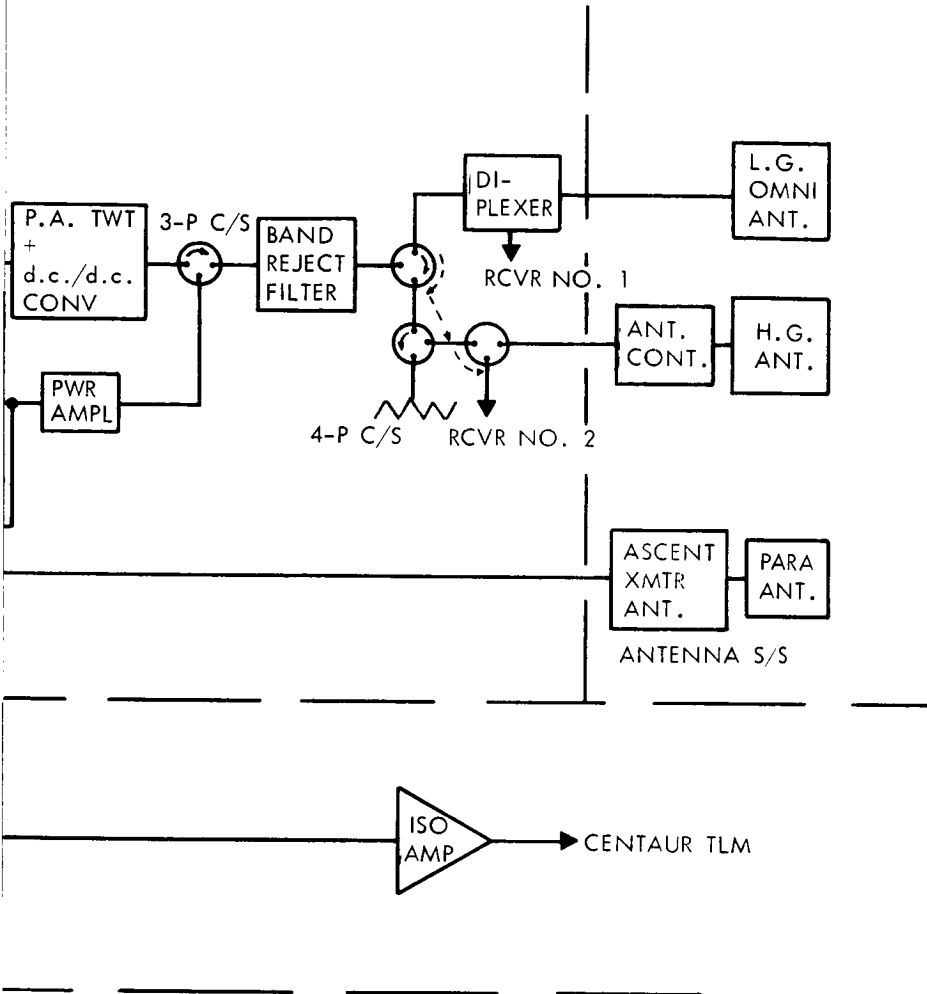 L.G.
OMNI
ANT.
DI-
PLEXER
P.A. TWT
+
d.c./d.c.
CONV
3-P C/S
BAND
REJECT
FILTER
RCVR NO. 1
ANT.
CONT.
H.G.
ANT.
PWR
AMPL
4-P C/S
RCVR NO. 2
ASCENT
XMTR
ANT.
PARA
ANT.
ANTENNA S/S
ISO
AMP
CENTAUR TLM